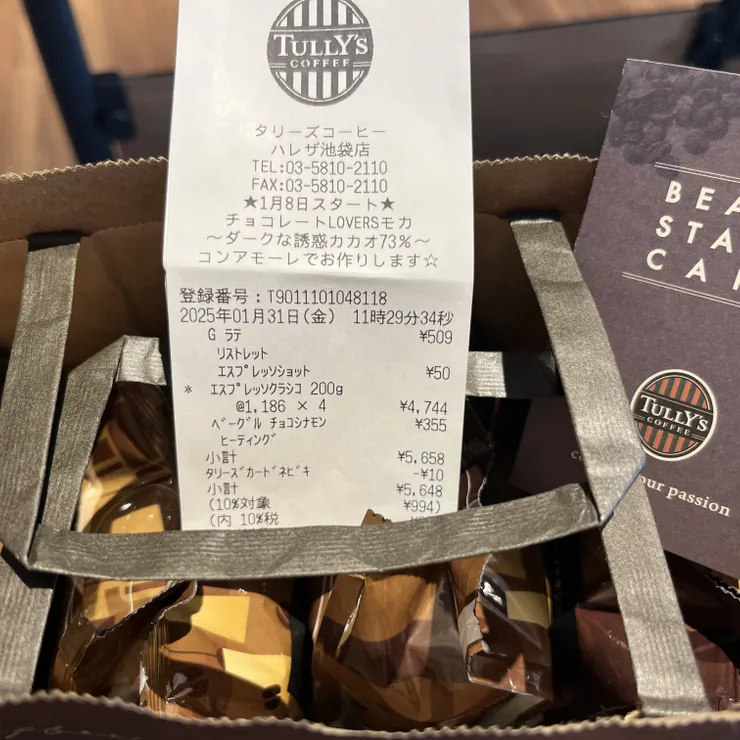 TULLY'S
COFFEE
タリーズコーヒー
ハレザ池袋店
TEL:03-5810-2110
FAX:03-5810-2110
★1月8日スタート★
チョコレートLOVERSモカ
～ダークな誘惑カカオ73%～
コンアモーレでお作りします☆
登録番号:T9011101048118
2025年01月31日(金) 11時29分34秒
G ラテ ¥509
リストレット
エスプレッソショット ¥50
* エスプレッソクラシコ 200g
@1,186 × 4 ¥4,744
ベーグル チョコシナモン ¥355
ヒーティング
小計 ¥5,658
タリーズカードネビキ -¥10
小計 ¥5,648
(10%対象 ¥994)
(内 10%税
BEA
STA
CA
TULLY'S
COFFEE
our passion